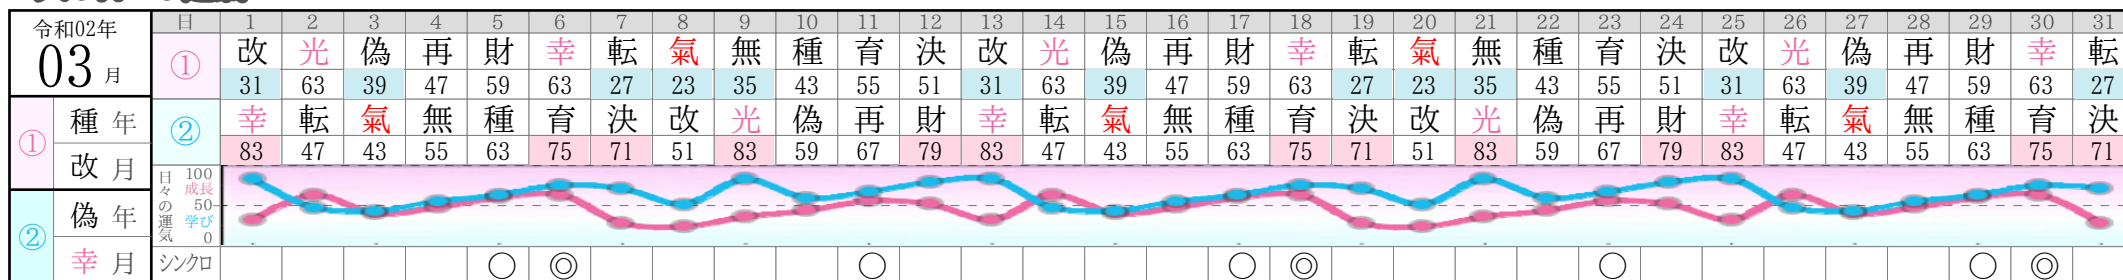 令和02年
03月
日 1 2 3 4 5 6 7 8 9 10 11 12 13 14 15 16 17 18 19 20 21 22 23 24 25 26 27 28 29 30 31
① 改 光 偽 再 財 幸 転 氣 無 種 育 決 改 光 偽 再 財 幸 転 氣 無 種 育 決 改 光 偽 再 財 幸 転
31 63 39 47 59 63 27 23 35 43 55 51 31 63 39 47 59 63 27 23 35 43 55 51 31 63 39 47 59 63 27
① 種年
改月
② 幸 転 氣 無 種 育 決 改 光 偽 再 財 幸 転 氣 無 種 育 決 改 光 偽 再 財 幸 転 氣 無 種 育 決
83 47 43 55 63 75 71 51 83 59 67 79 83 47 43 55 63 75 71 51 83 59 67 79 83 47 43 55 63 75 71
② 偽年
幸月
日々の運気
100
成長
50
学び
0
シンクロ ○ ◎ ○ ○ ◎ ○ ○ ◎